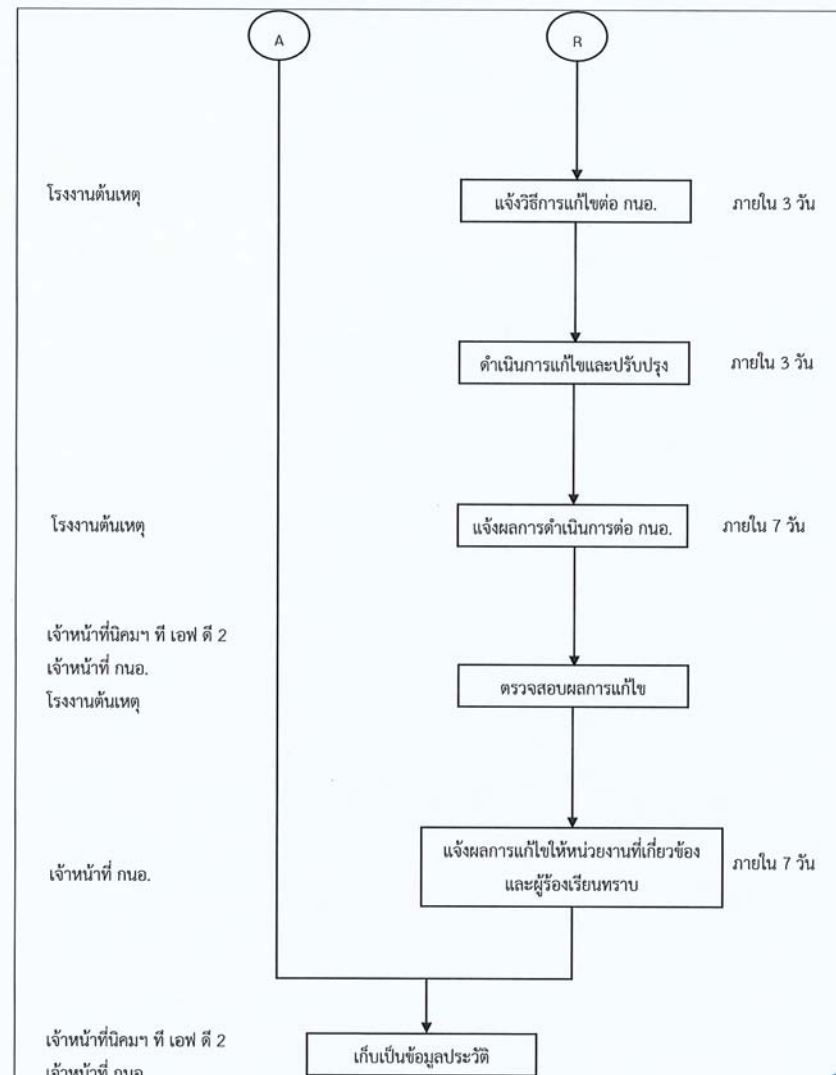 A
R
โรงงานต้นเหตุ
แจ้งวิธีการแก้ไขต่อ กนอ.
ภายใน 3 วัน
ดำเนินการแก้ไขและปรับปรุง
ภายใน 3 วัน
โรงงานต้นเหตุ
แจ้งผลการดำเนินการต่อ กนอ.
ภายใน 7 วัน
เจ้าหน้าที่นิคมฯ ที เอฟ ดี 2
เจ้าหน้าที่ กนอ.
โรงงานต้นเหตุ
ตรวจสอบผลการแก้ไข
เจ้าหน้าที่ กนอ.
แจ้งผลการแก้ไขให้หน่วยงานที่เกี่ยวข้อง
และผู้ร้องเรียนทราบ
ภายใน 7 วัน
เจ้าหน้าที่นิคมฯ ที เอฟ ดี 2
เจ้าหน้าที่ กนอ.
เก็บเป็นข้อมูลประวัติ